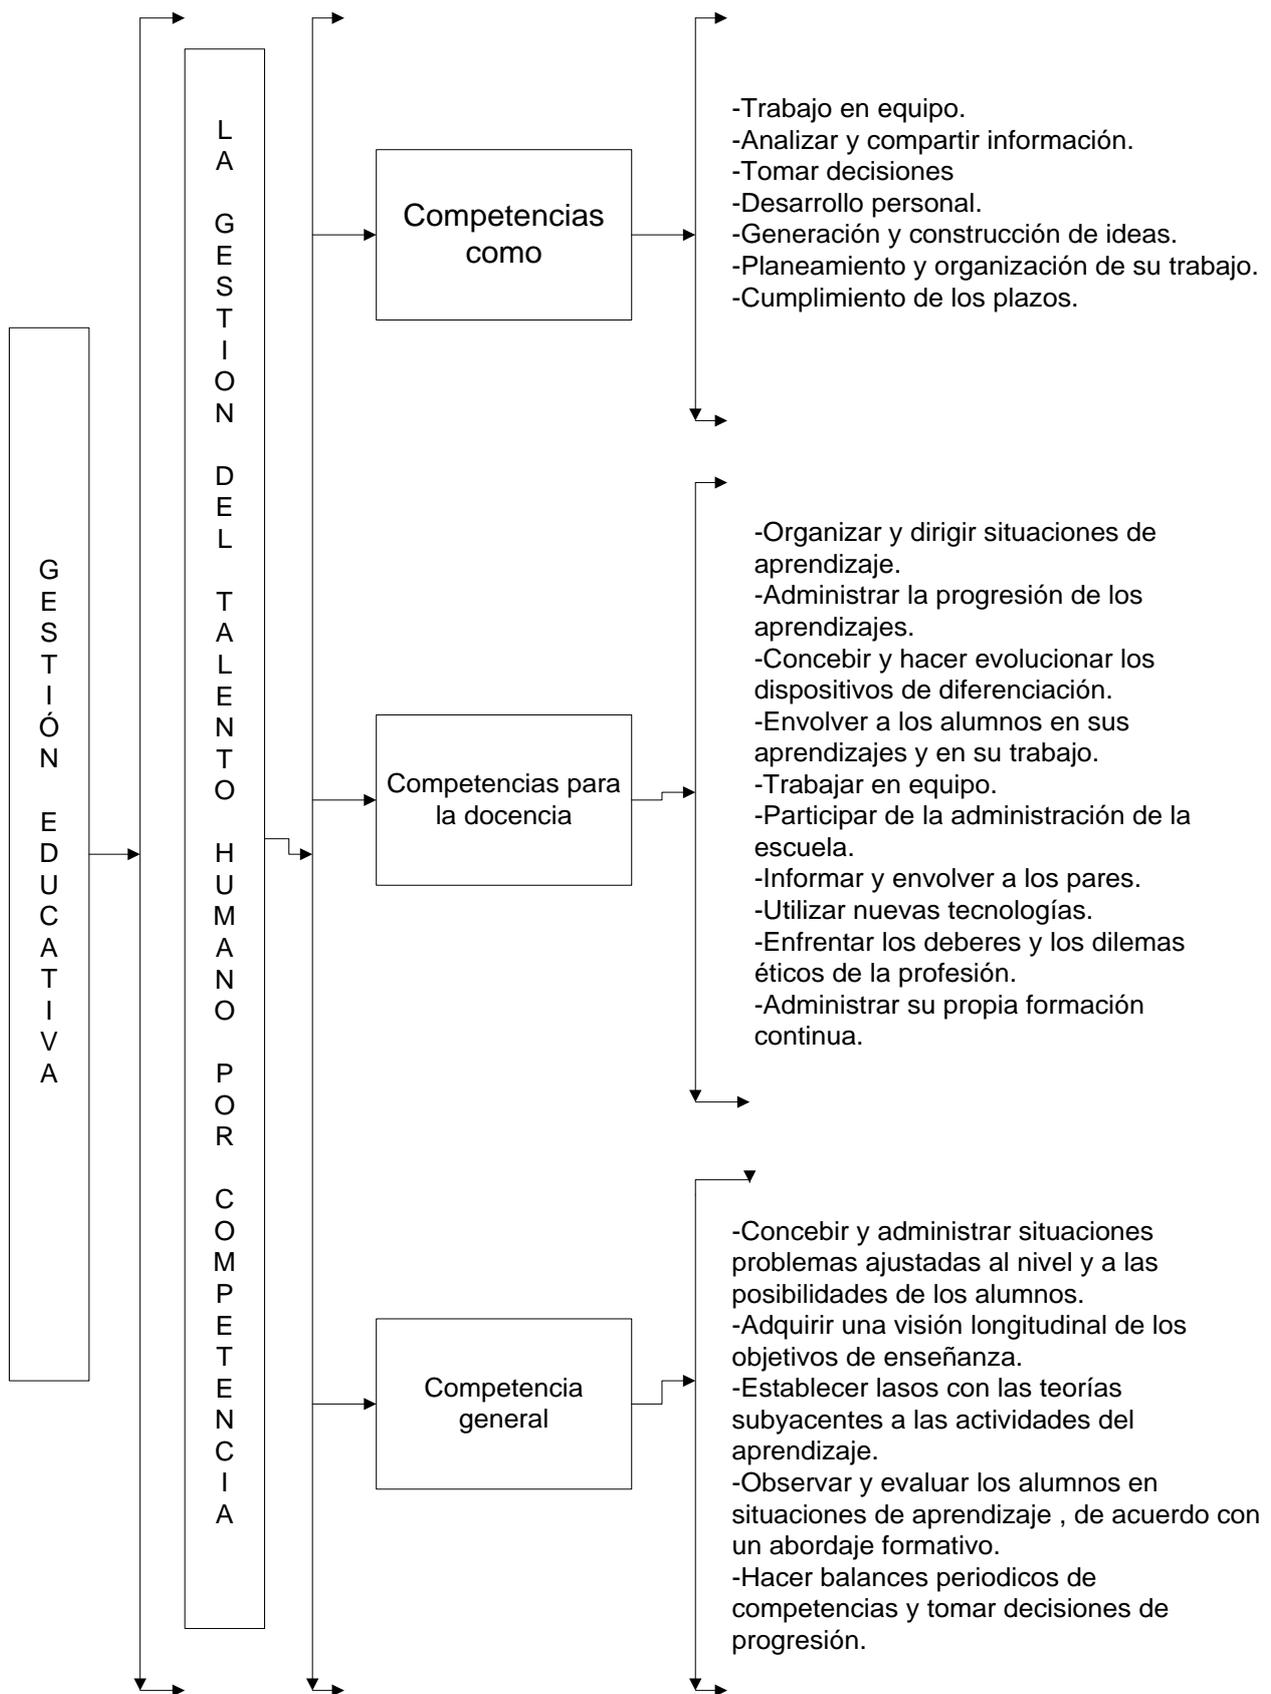 GESTIÓN EDUCATIVA
LA GESTION DEL TALENTO HUMANO POR COMPETENCIA
Competencias
como
-Trabajo en equipo.
-Analizar y compartir información.
-Tomar decisiones
-Desarrollo personal.
-Generación y construcción de ideas.
-Planeamiento y organización de su trabajo.
-Cumplimiento de los plazos.
Competencias para
la docencia
-Organizar y dirigir situaciones de
aprendizaje.
-Administrar la progresión de los
aprendizajes.
-Concebir y hacer evolucionar los
dispositivos de diferenciación.
-Envolver a los alumnos en sus
aprendizajes y en su trabajo.
-Trabajar en equipo.
-Participar de la administración de la
escuela.
-Informar y envolver a los pares.
-Utilizar nuevas tecnologías.
-Enfrentar los deberes y los dilemas
éticos de la profesión.
-Administrar su propia formación
continua.
Competencia
general
-Concebir y administrar situaciones
problemas ajustadas al nivel y a las
posibilidades de los alumnos.
-Adquirir una visión longitudinal de los
objetivos de enseñanza.
-Establecer lasos con las teorías
subyacentes a las actividades del
aprendizaje.
-Observar y evaluar los alumnos en
situaciones de aprendizaje , de acuerdo con
un abordaje formativo.
-Hacer balances periodicos de
competencias y tomar decisiones de
progresión.